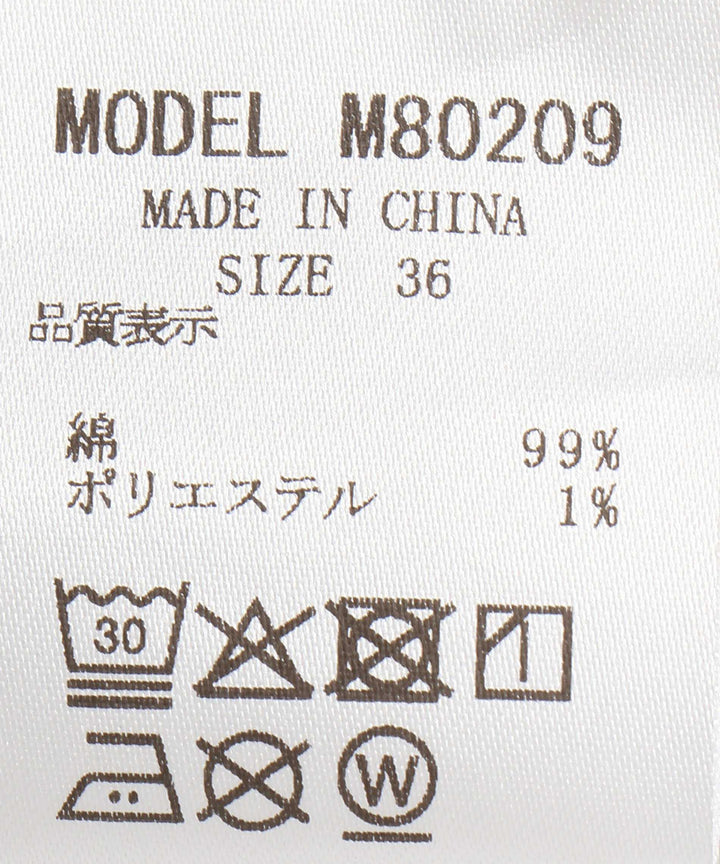 MODEL M80209
MADE IN CHINA
SIZE 36
品質表示
綿 99%
ポリエステル 1%
30
W